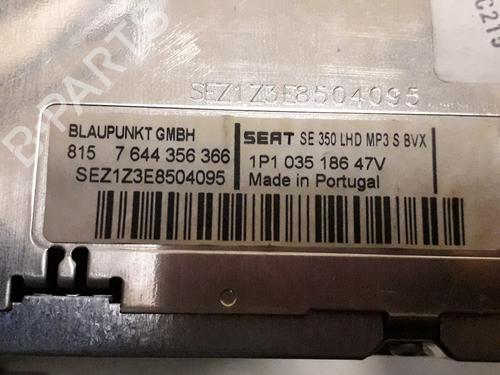 B-PARTS
SEZ1Z3E8504095
BLAUPUNKT GMBH
815 7 644 356 366
SEZ1Z3E8504095
SEAT SE 350 LHD MP3 S BVX
1P1 035 186 47V
Made in Portugal